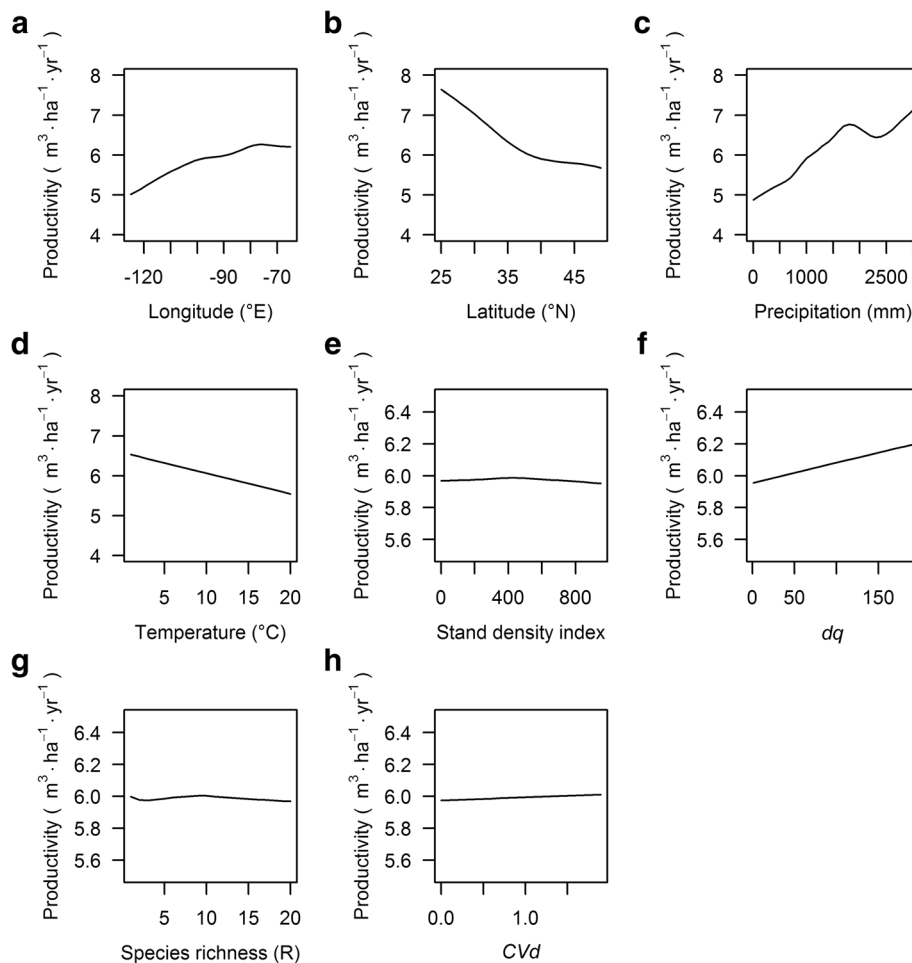 a
Productivity ( m³·ha⁻¹·yr⁻¹)
8
7
6
5
4
-120 -90 -70
Longitude (°E)
b
Productivity ( m³·ha⁻¹·yr⁻¹)
8
7
6
5
4
25 35 45
Latitude (°N)
c
Productivity ( m³·ha⁻¹·yr⁻¹)
8
7
6
5
4
0 1000 2500
Precipitation (mm)
d
Productivity ( m³·ha⁻¹·yr⁻¹)
8
7
6
5
4
5 10 15 20
Temperature (°C)
e
Productivity ( m³·ha⁻¹·yr⁻¹)
6.4
6.2
6.0
5.8
5.6
0 400 800
Stand density index
f
Productivity ( m³·ha⁻¹·yr⁻¹)
6.4
6.2
6.0
5.8
5.6
0 50 150
dq
g
Productivity ( m³·ha⁻¹·yr⁻¹)
6.4
6.2
6.0
5.8
5.6
5 10 15 20
Species richness (R)
h
Productivity ( m³·ha⁻¹·yr⁻¹)
6.4
6.2
6.0
5.8
5.6
0.0 1.0
CVd